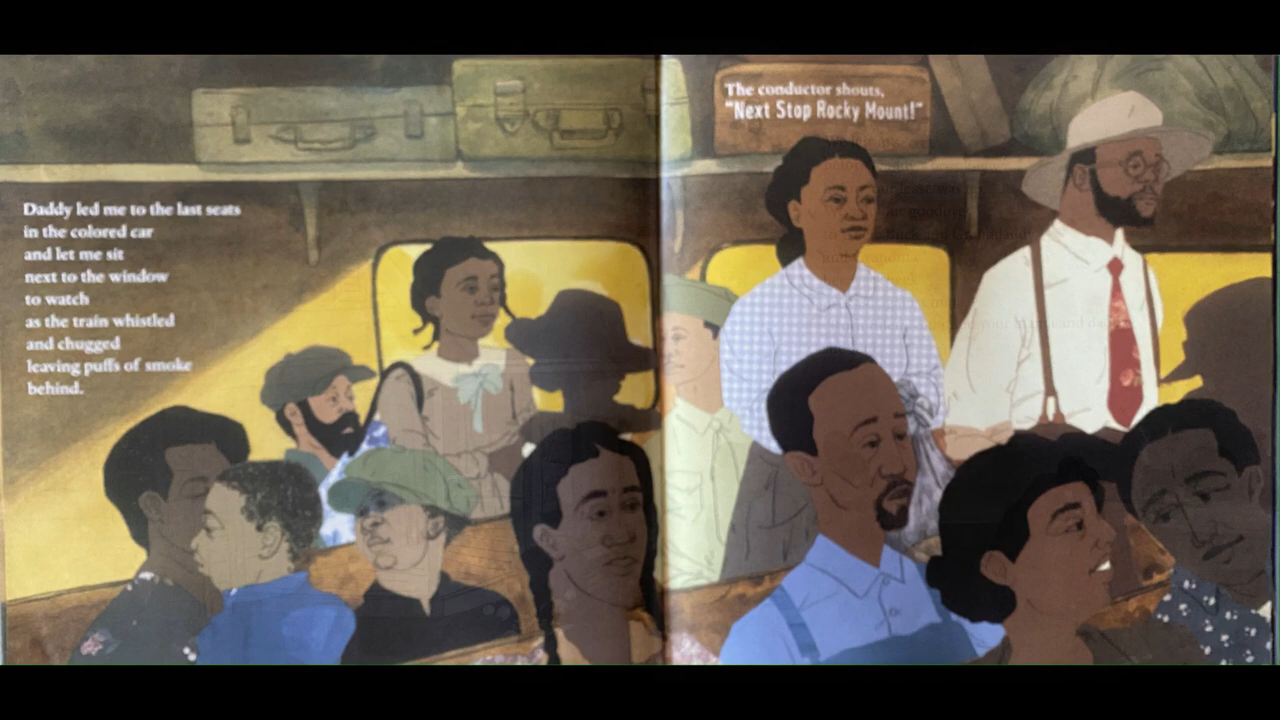 Daddy led me to the last seats
in the colored car
and let me sit
next to the window
to watch
as the train whistled
and chugged
leaving puffs of smoke
behind.
The conductor shouts,
"Next Stop Rocky Mount!"